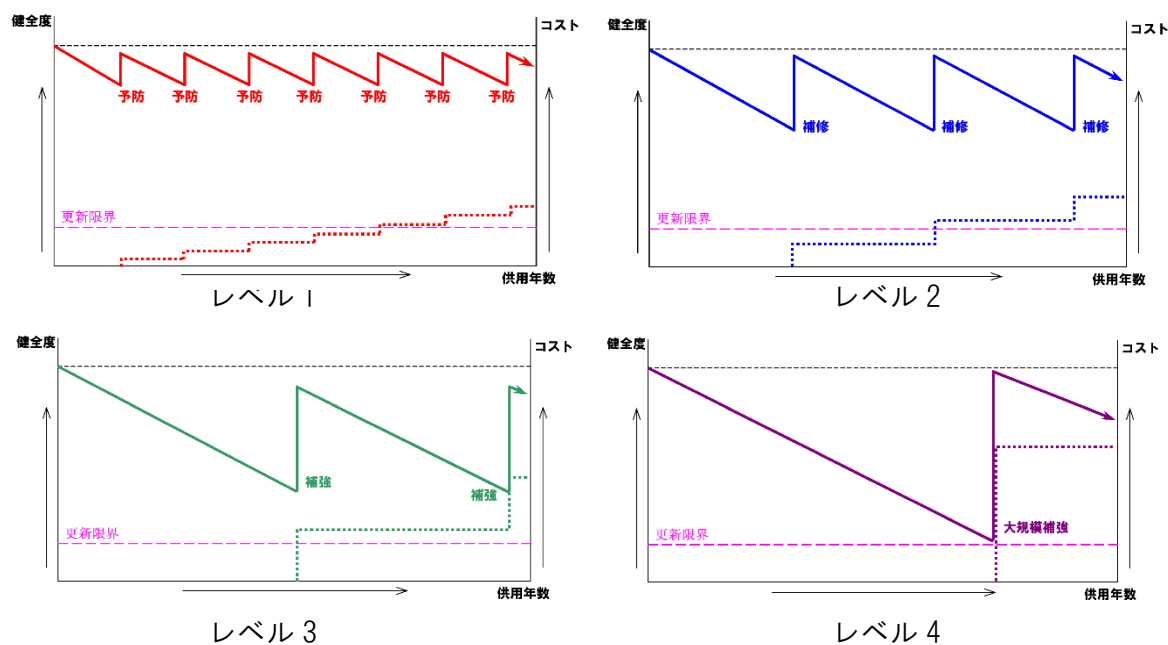 健全度
コスト
予防 予防 予防 予防 予防 予防 予防
更新限界
供用年数
レベル1
健全度
コスト
補修 補修 補修
更新限界
供用年数
レベル2
健全度
コスト
補強 補強
更新限界
供用年数
レベル3
健全度
コスト
大規模補強
更新限界
供用年数
レベル4